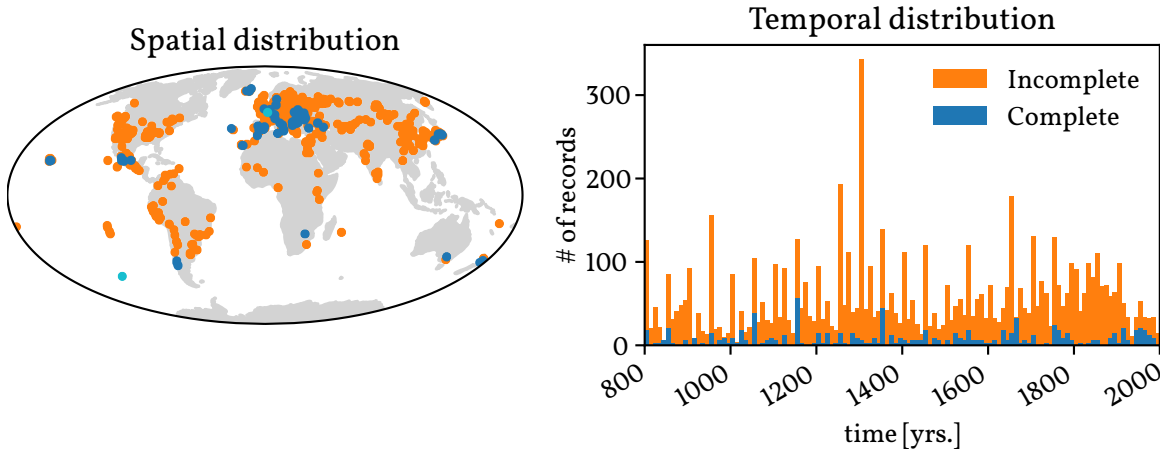 Spatial distribution
Temporal distribution
# of records
300
200
100
0
Incomplete
Complete
800
1000
1200
1400
1600
1800
2000
time [yrs.]